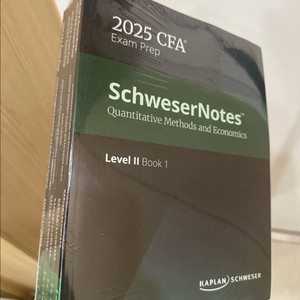 2025 CFA®
Exam Prep
SchweserNotes™
Quantitative Methods and Economics
Level II Book 1
KAPLAN SCHWESER